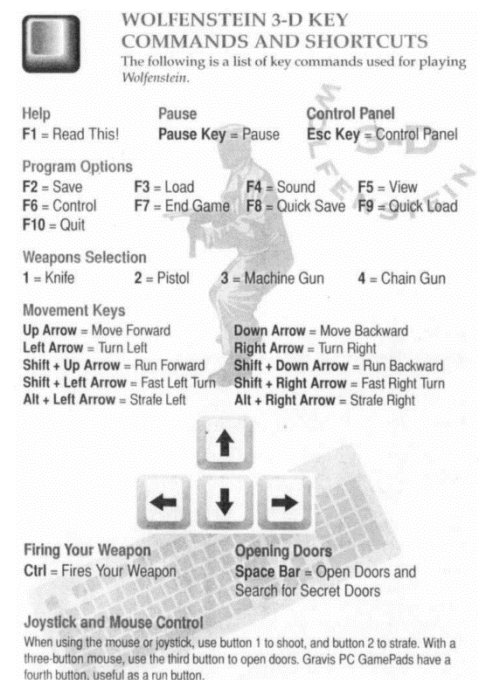 WOLFENSTEIN 3-D KEY
COMMANDS AND SHORTCUTS
The following is a list of key commands used for playing
Wolfenstein.
Help Pause Control Panel
F1 = Read This! Pause Key = Pause Esc Key = Control Panel
3-D
WOLFENSTEIN
Program Options
F2 = Save F3 = Load F4 = Sound F5 = View
F6 = Control F7 = End Game F8 = Quick Save F9 = Quick Load
F10 = Quit
Weapons Selection
1 = Knife 2 = Pistol 3 = Machine Gun 4 = Chain Gun
Movement Keys
Up Arrow = Move Forward Down Arrow = Move Backward
Left Arrow = Turn Left Right Arrow = Turn Right
Shift + Up Arrow = Run Forward Shift + Down Arrow = Run Backward
Shift + Left Arrow = Fast Left Turn Shift + Right Arrow = Fast Right Turn
Alt + Left Arrow = Strafe Left Alt + Right Arrow = Strafe Right
Firing Your Weapon Opening Doors
Ctrl = Fires Your Weapon Space Bar = Open Doors and
Search for Secret Doors
Joystick and Mouse Control
When using the mouse or joystick, use button 1 to shoot, and button 2 to strafe. With a
three-button mouse, use the third button to open doors. Gravis PC GamePads have a
fourth button, useful as a run button.